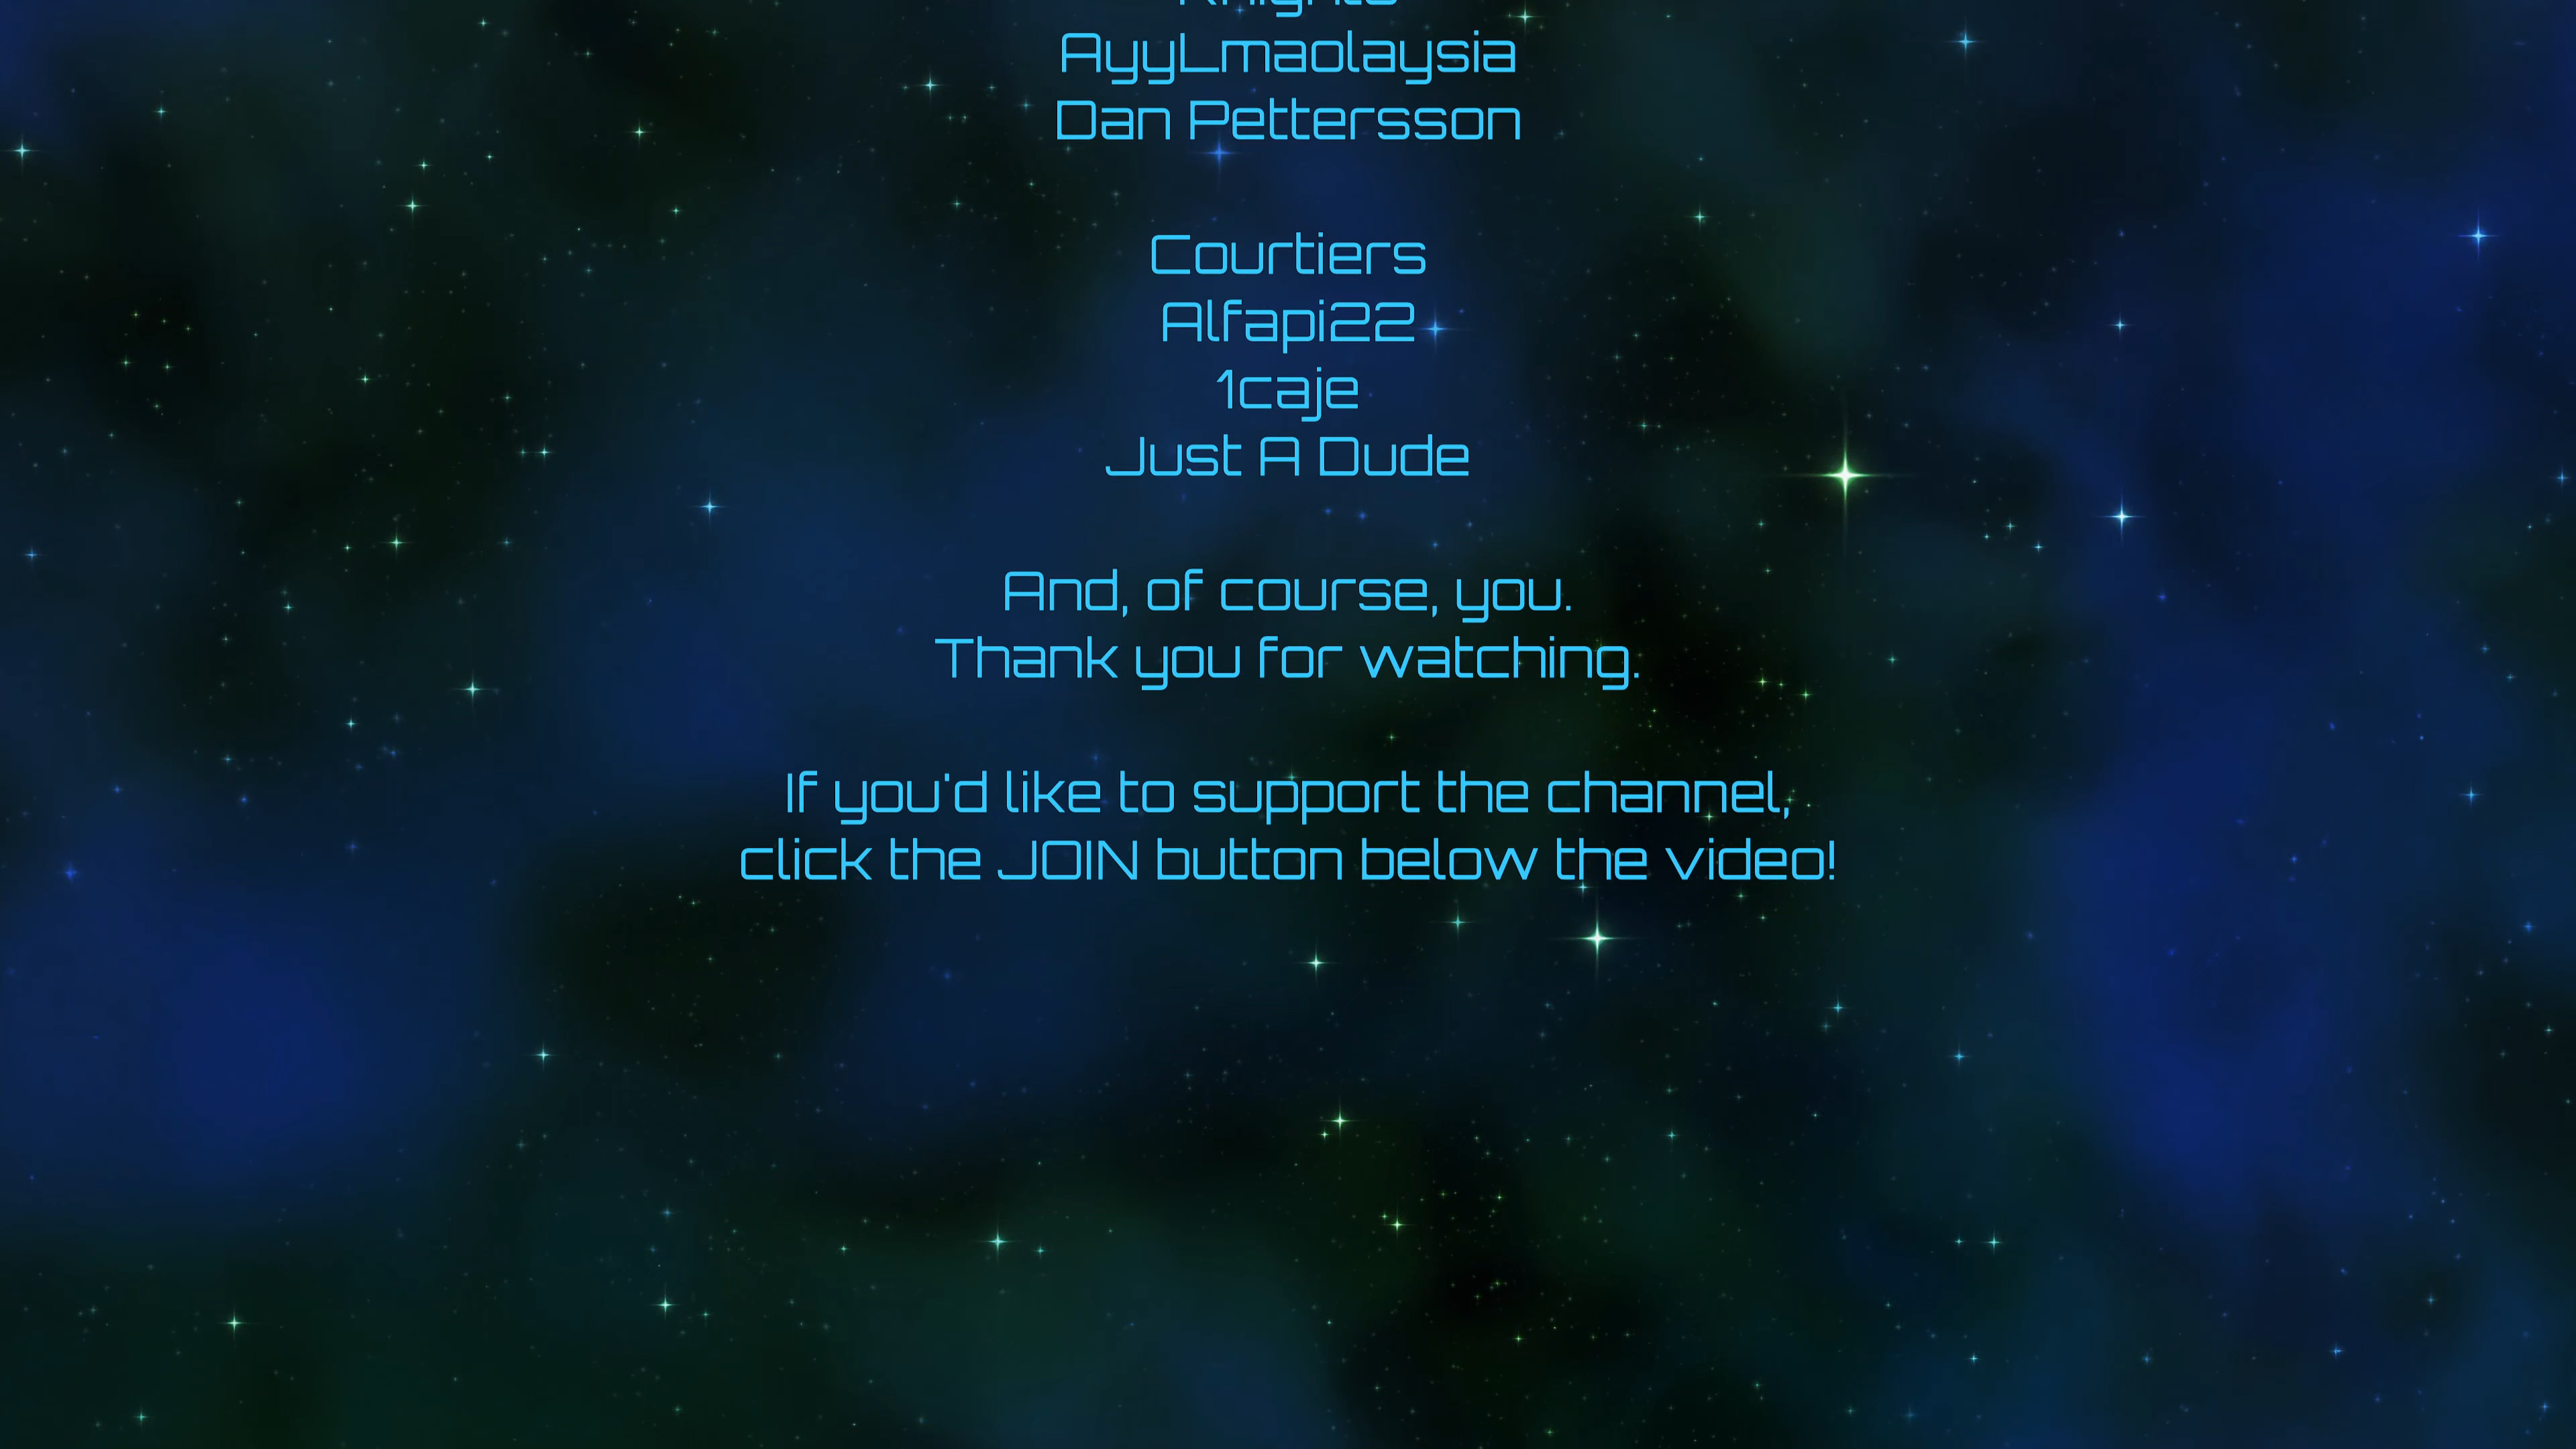 Knights
AyyLmaolaysia
Dan Pettersson
Courtiers
Alfapi22
1caje
Just A Dude
And, of course, you.
Thank you for watching.
If you'd like to support the channel,
click the JOIN button below the video!